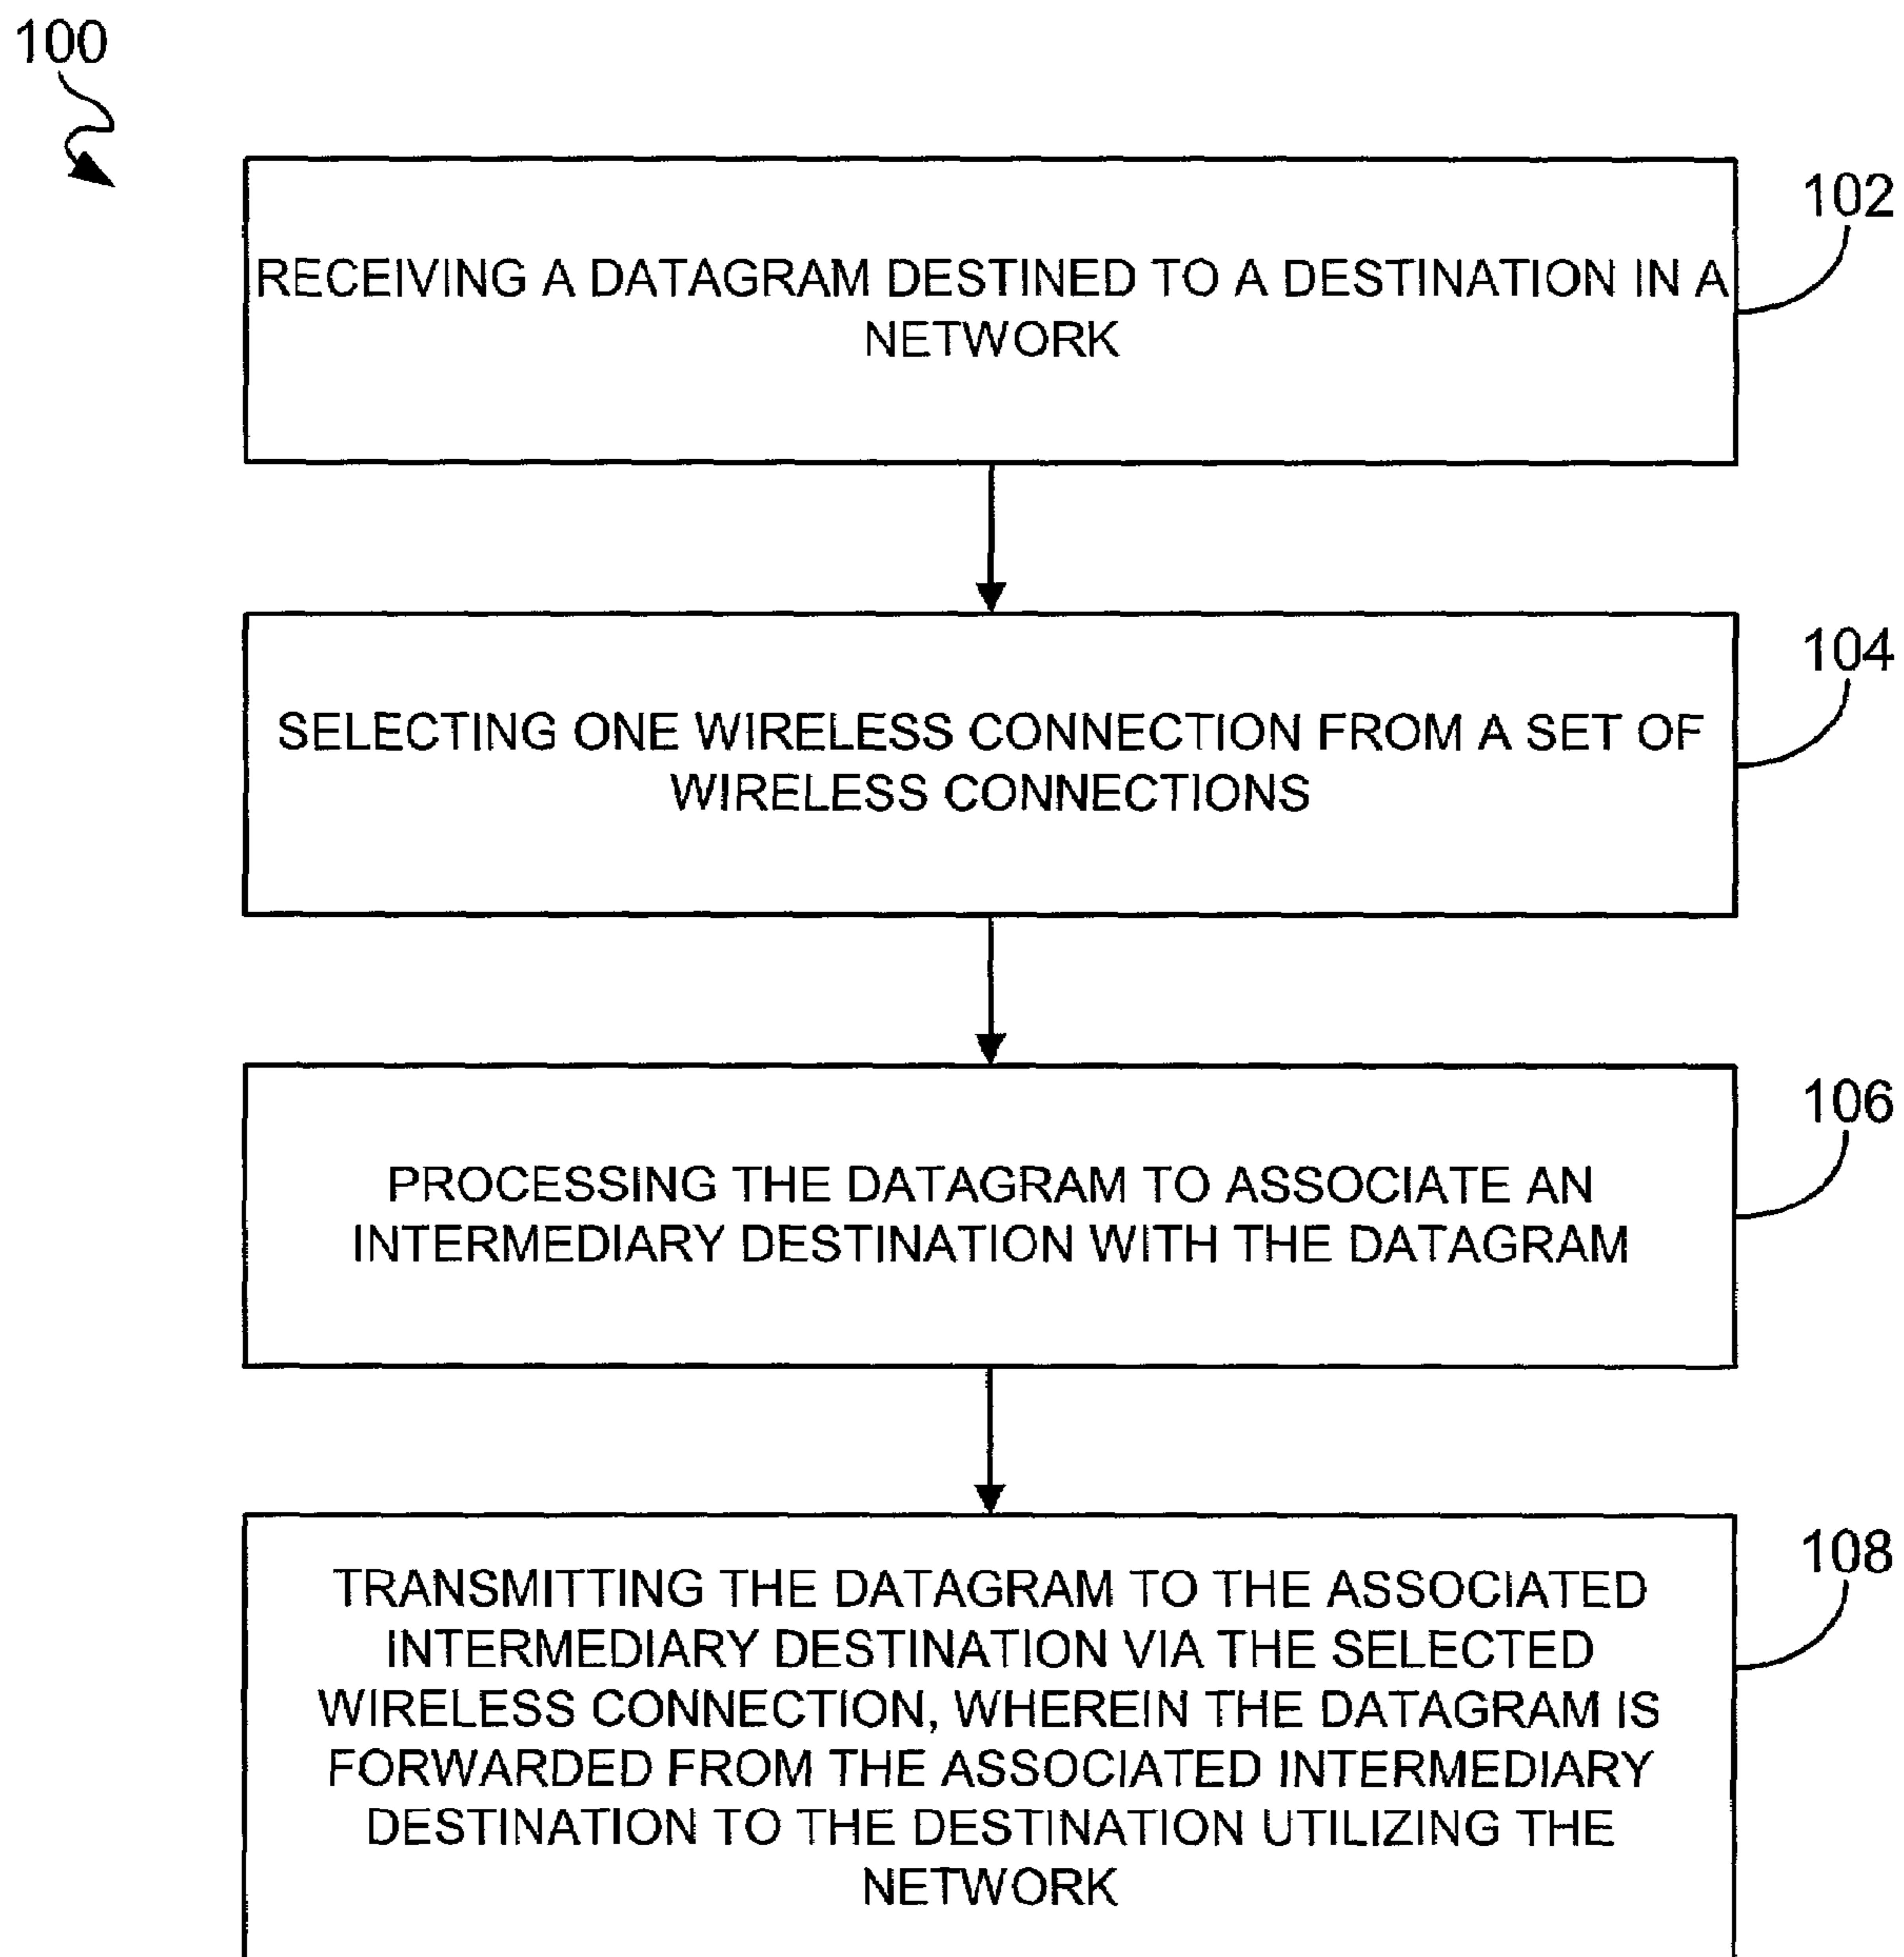 100
102
RECEIVING A DATAGRAM DESTINED TO A DESTINATION IN A
NETWORK
104
SELECTING ONE WIRELESS CONNECTION FROM A SET OF
WIRELESS CONNECTIONS
106
PROCESSING THE DATAGRAM TO ASSOCIATE AN
INTERMEDIARY DESTINATION WITH THE DATAGRAM
108
TRANSMITTING THE DATAGRAM TO THE ASSOCIATED
INTERMEDIARY DESTINATION VIA THE SELECTED
WIRELESS CONNECTION, WHEREIN THE DATAGRAM IS
FORWARDED FROM THE ASSOCIATED INTERMEDIARY
DESTINATION TO THE DESTINATION UTILIZING THE
NETWORK